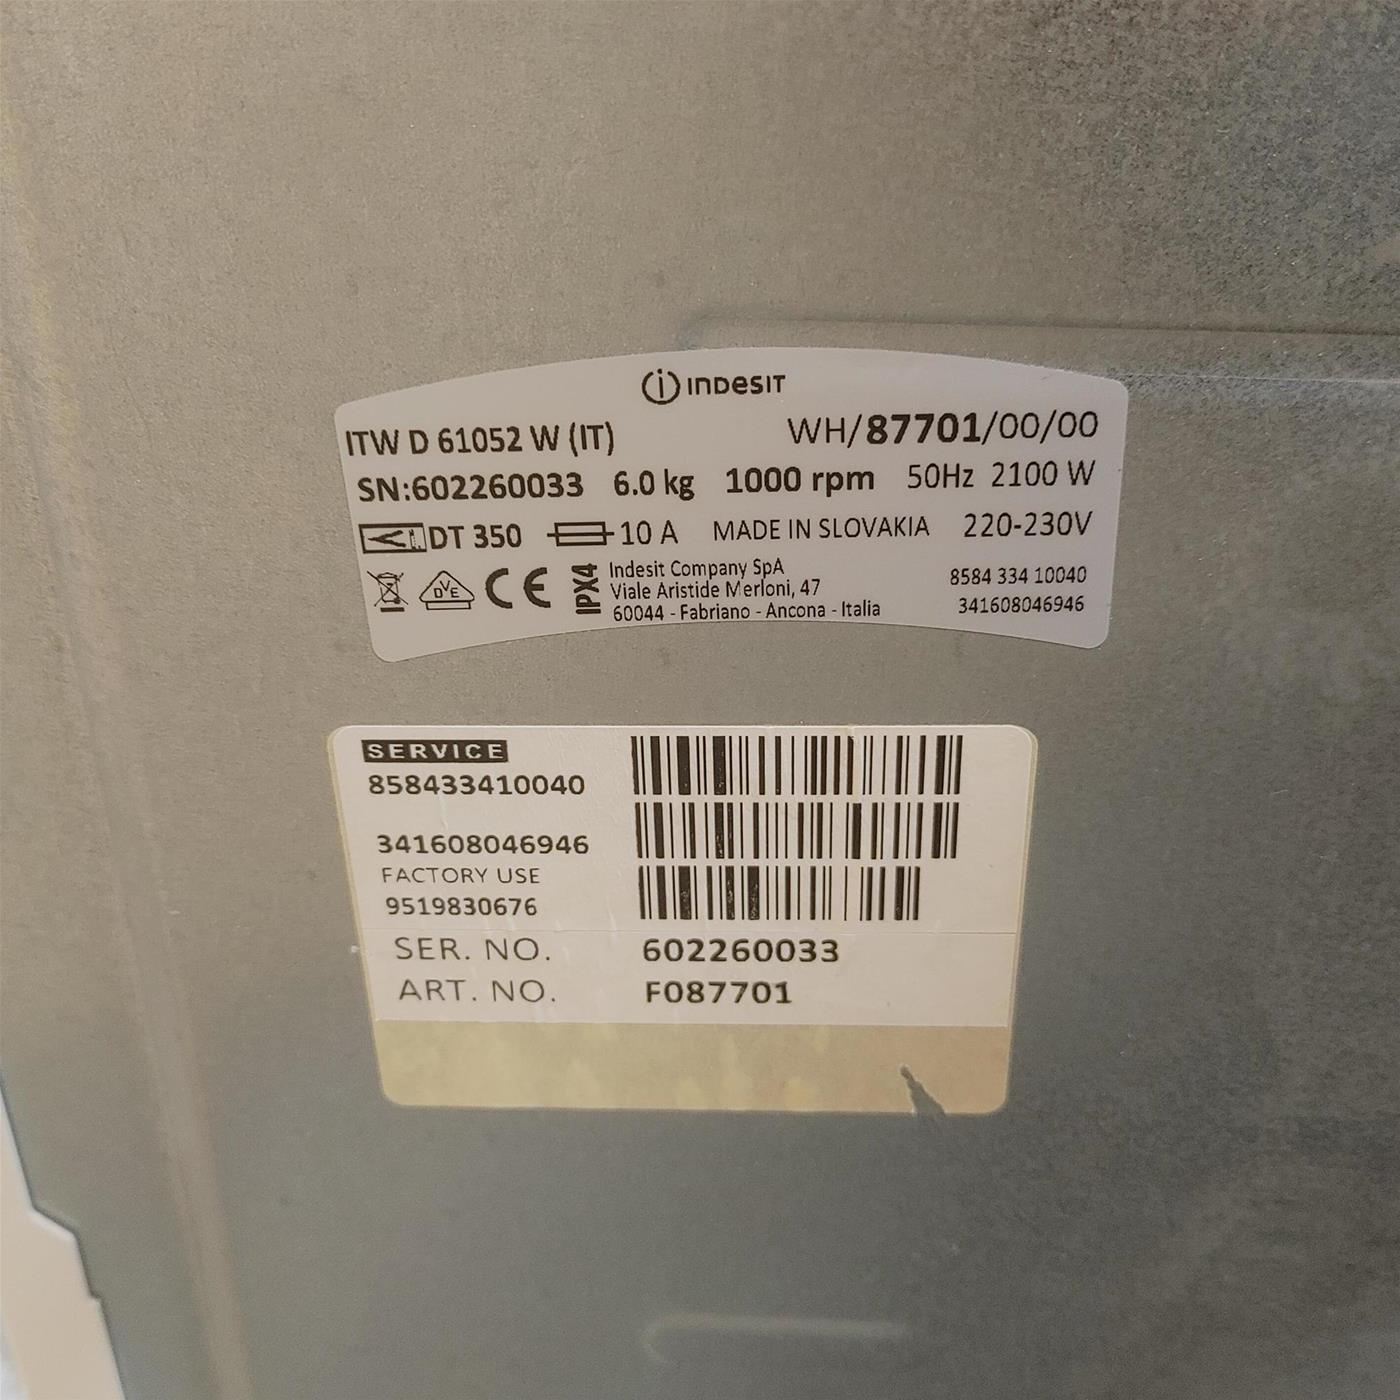 INDESIT
ITW D 61052 W (IT) WH/87701/00/00
SN:602260033 6.0 kg 1000 rpm 50Hz 2100 W
DT 350 10 A MADE IN SLOVAKIA 220-230V
DVE CE IPX4
Indesit Company SpA
Viale Aristide Merloni, 47
60044 - Fabriano - Ancona - Italia
8584 334 10040
341608046946
SERVICE
858433410040
341608046946
FACTORY USE
9519830676
SER. NO. 602260033
ART. NO. F087701